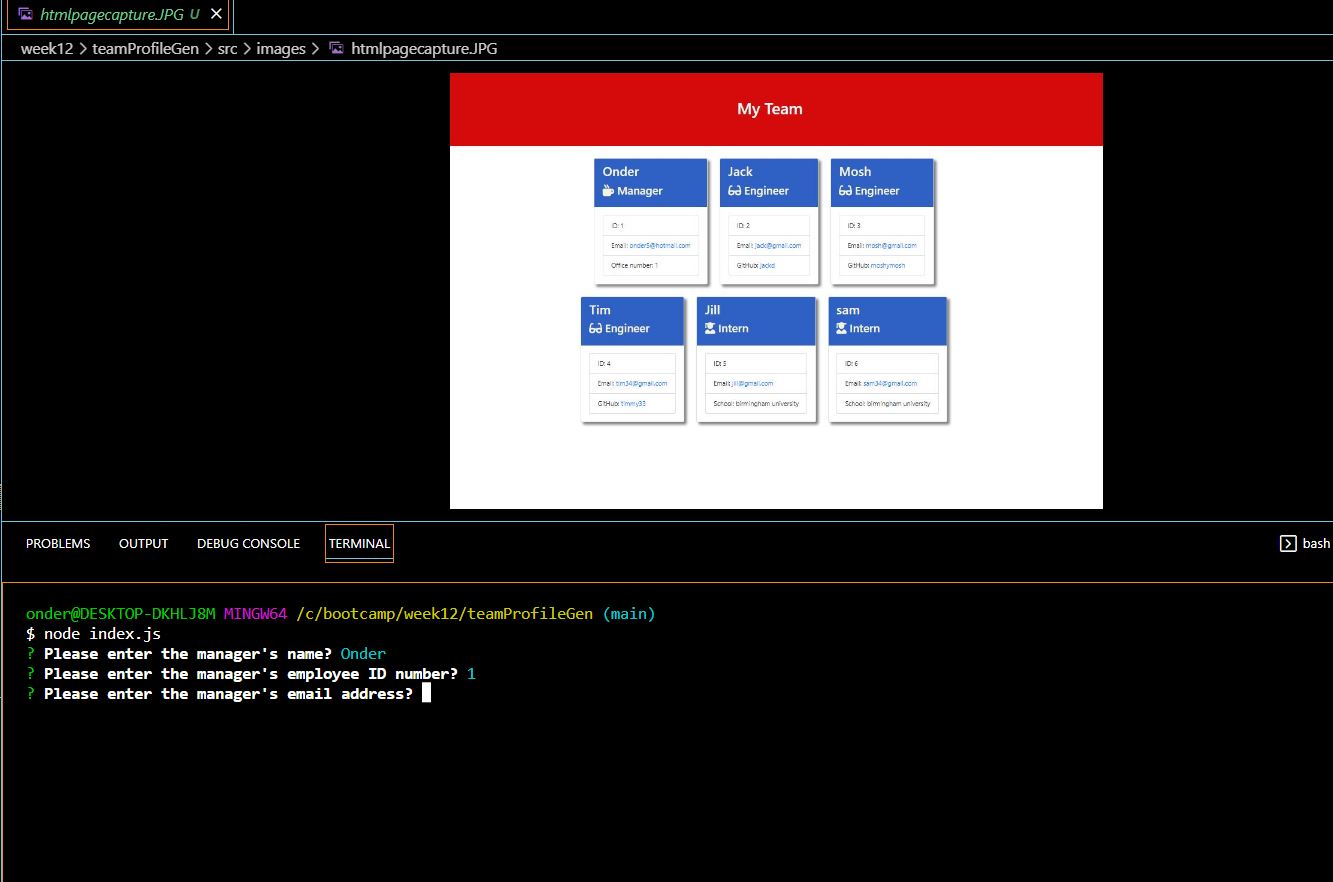 htmlpagecapture.JPG U
week12 > teamProfileGen > src > images > htmlpagecapture.JPG
My Team
Onder
Manager
ID: 1
Email: onder5@hotmail.com
Office number: 1
Jack
Engineer
ID: 2
Email: jack@gmail.com
GitHub: jackd
Mosh
Engineer
ID: 3
Email: mosh@gmail.com
GitHub: moshymosh
Tim
Engineer
ID: 4
Email: tim34@gmail.com
GitHub: timmy33
Jill
Intern
ID: 5
Email: jill@gmail.com
School: birmingham university
sam
Intern
ID: 6
Email: sam34@gmail.com
School: birmingham university
PROBLEMS OUTPUT DEBUG CONSOLE TERMINAL bash
onder@DESKTOP-DKHLJ8M MINGW64 /c/bootcamp/week12/teamProfileGen (main)
$ node index.js
? Please enter the manager's name? Onder
? Please enter the manager's employee ID number? 1
? Please enter the manager's email address?